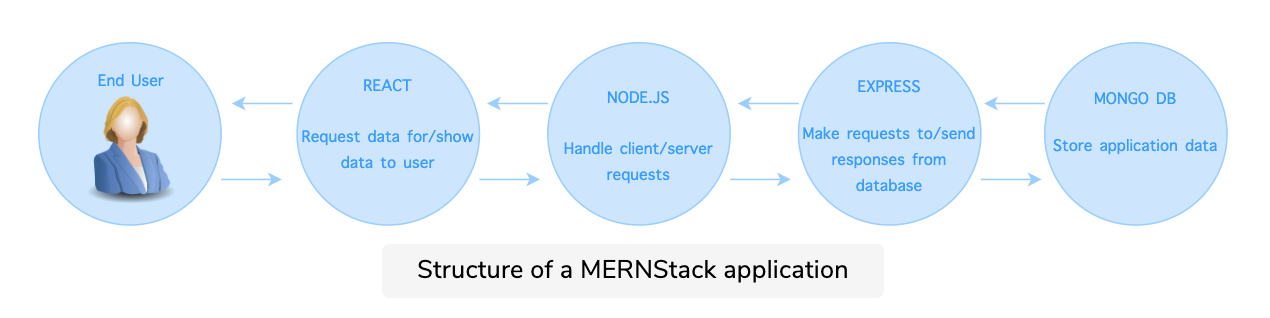 End User
REACT
Request data for/show
data to user
NODE.JS
Handle client/server
requests
EXPRESS
Make requests to/send
responses from
database
MONGO DB
Store application data
Structure of a MERNStack application